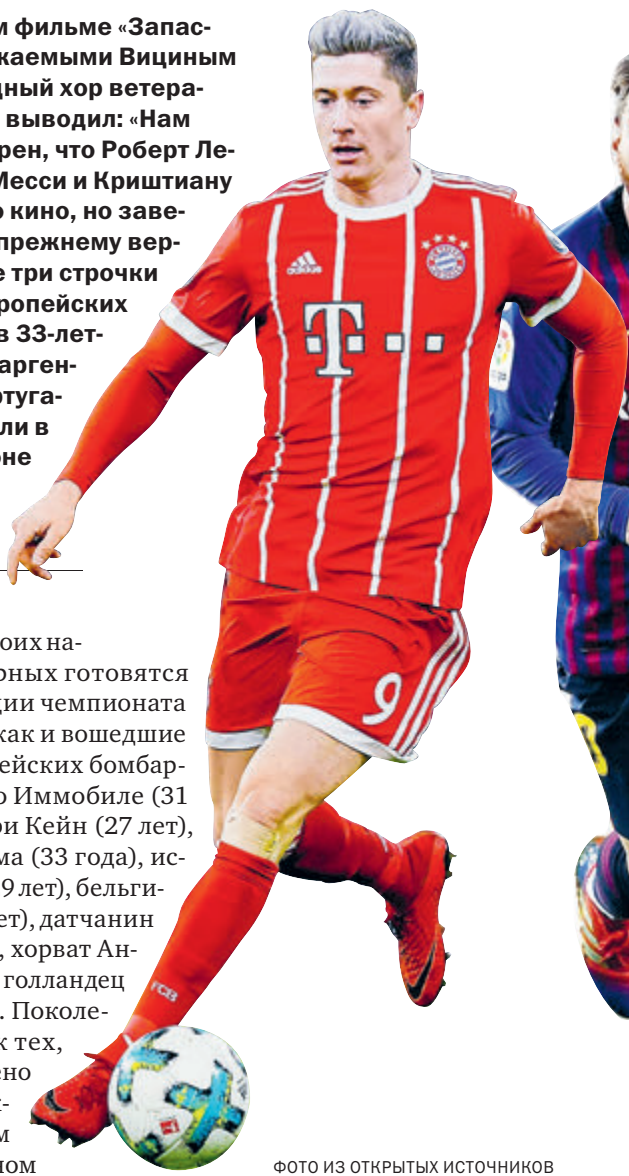 м фильме «Запас-
жаемыми Вициным
дный хор ветера-
выводил: «Нам
рен, что Роберт Ле-
Месси и Криштиану
о кино, но заве-
прежнему вер-
е три строчки
ропейских
в 33-лет-
арген-
ртуга-
ли в
оне
оих на-
рных готовятся
ции чемпионата
как и вошедшие
ейских бомбар-
о Иммобиле (31
ри Кейн (27 лет),
ма (33 года), ис-
9 лет), бельги-
ет), датчанин
, хорват Ан-
голландец
. Поколе-
к тех,
ено
к-
м
ном
adidas
T
9
FCB
ФОТО ИЗ ОТКРЫТЫХ ИСТОЧНИКОВ